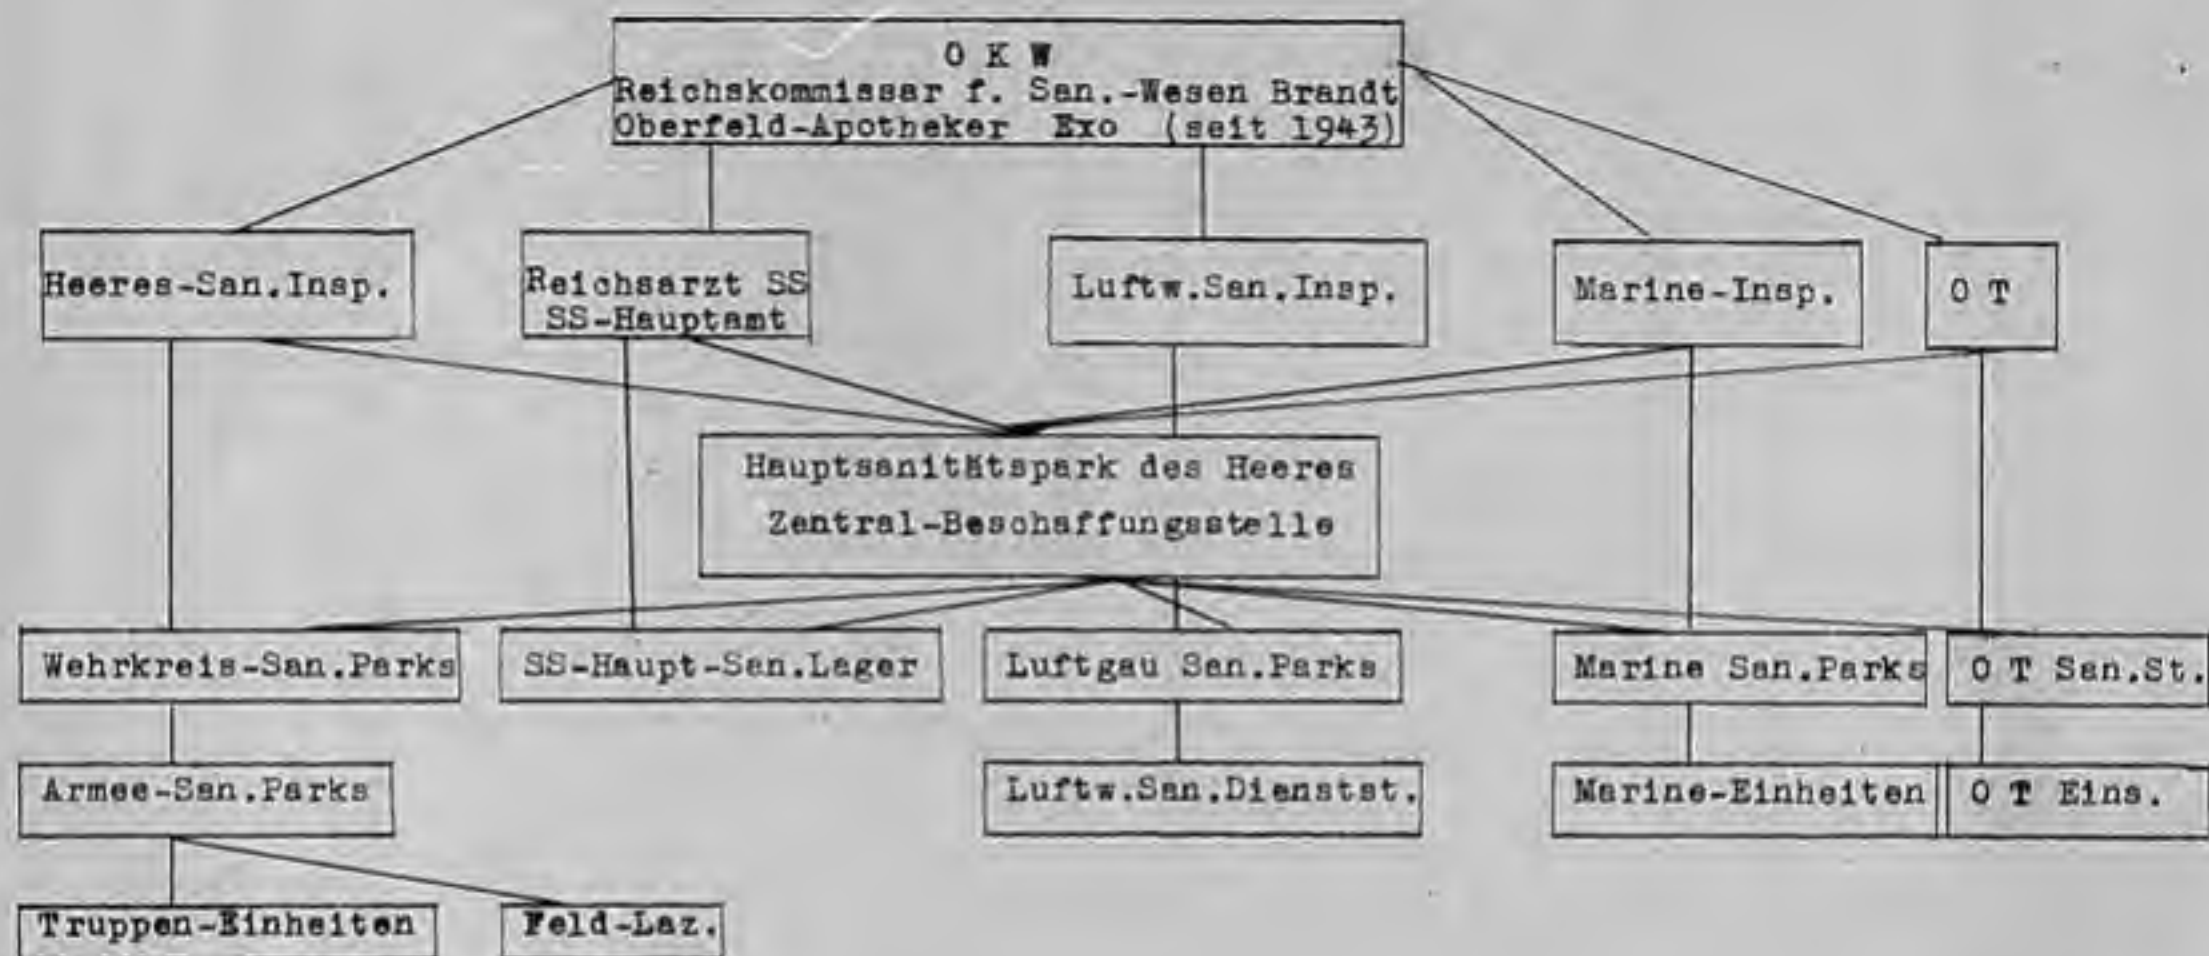 O K W
Reichskommissar f. San.-Wesen Brandt
Oberfeld-Apotheker Exo (seit 1943)
Heeres-San.Insp.
Reichsarzt SS
SS-Hauptamt
Luftw.San.Insp.
Marine-Insp.
O T
Hauptsanitätspark des Heeres
Zentral-Beschaffungsstelle
Wehrkreis-San.Parks
SS-Haupt-San.Lager
Luftgau San.Parks
Marine San.Parks
O T San.St.
Armee-San.Parks
Luftw.San.Dienstst.
Marine-Einheiten
O T Eins.
Truppen-Einheiten
Feld-Laz.